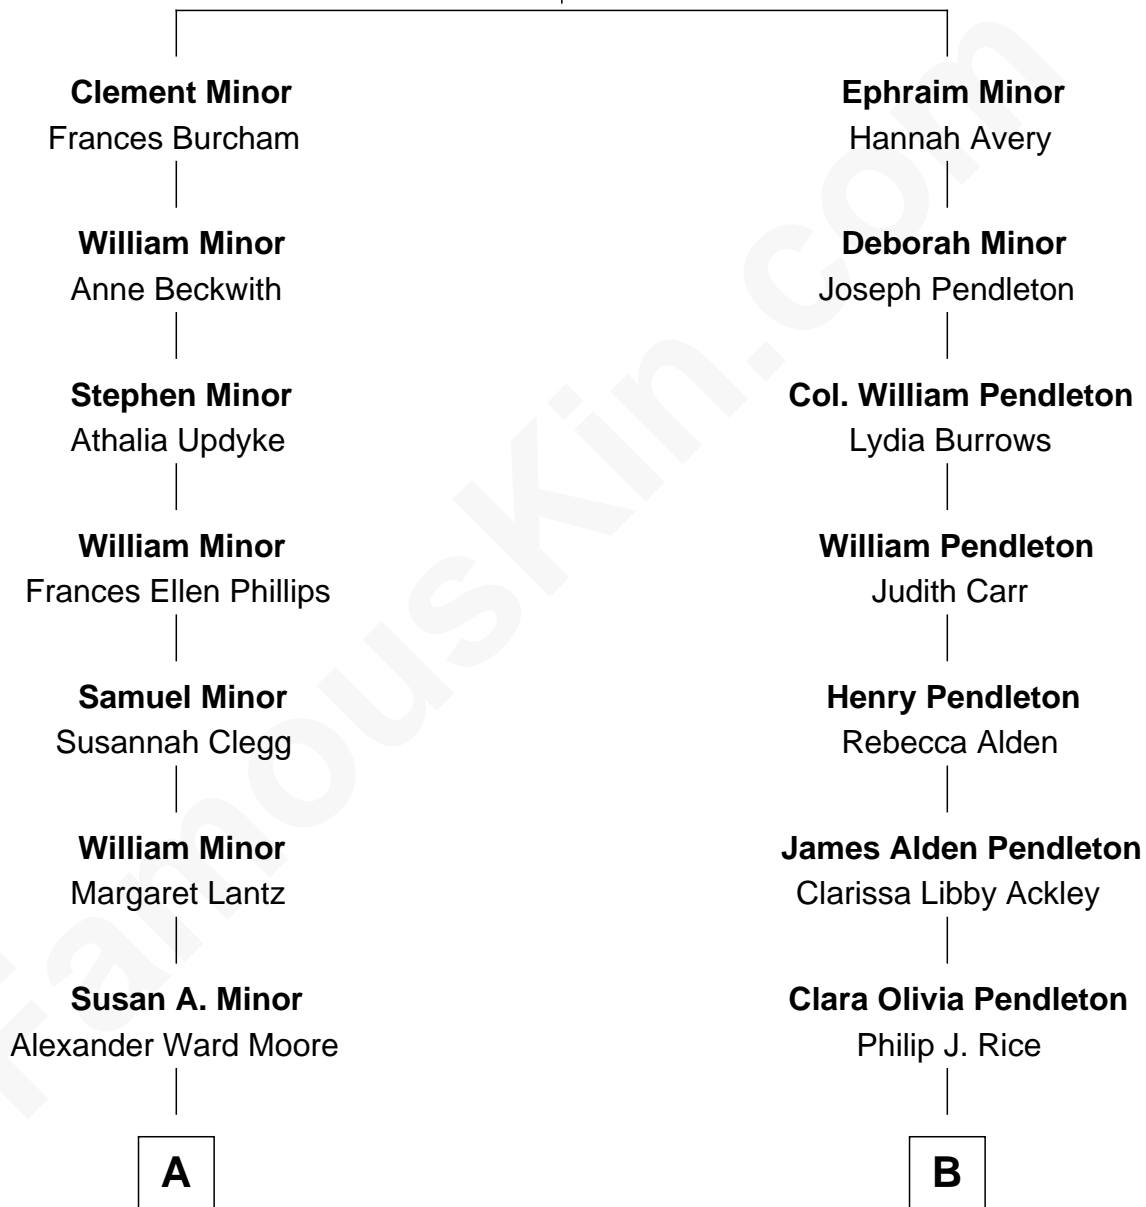 Clement Minor
Frances Burcham
William Minor
Anne Beckwith
Stephen Minor
Athalia Updyke
William Minor
Frances Ellen Phillips
Samuel Minor
Susannah Clegg
William Minor
Margaret Lantz
Susan A. Minor
Alexander Ward Moore
A
Ephraim Minor
Hannah Avery
Deborah Minor
Joseph Pendleton
Col. William Pendleton
Lydia Burrows
William Pendleton
Judith Carr
Henry Pendleton
Rebecca Alden
James Alden Pendleton
Clarissa Libby Ackley
Clara Olivia Pendleton
Philip J. Rice
B
FamousKin.com